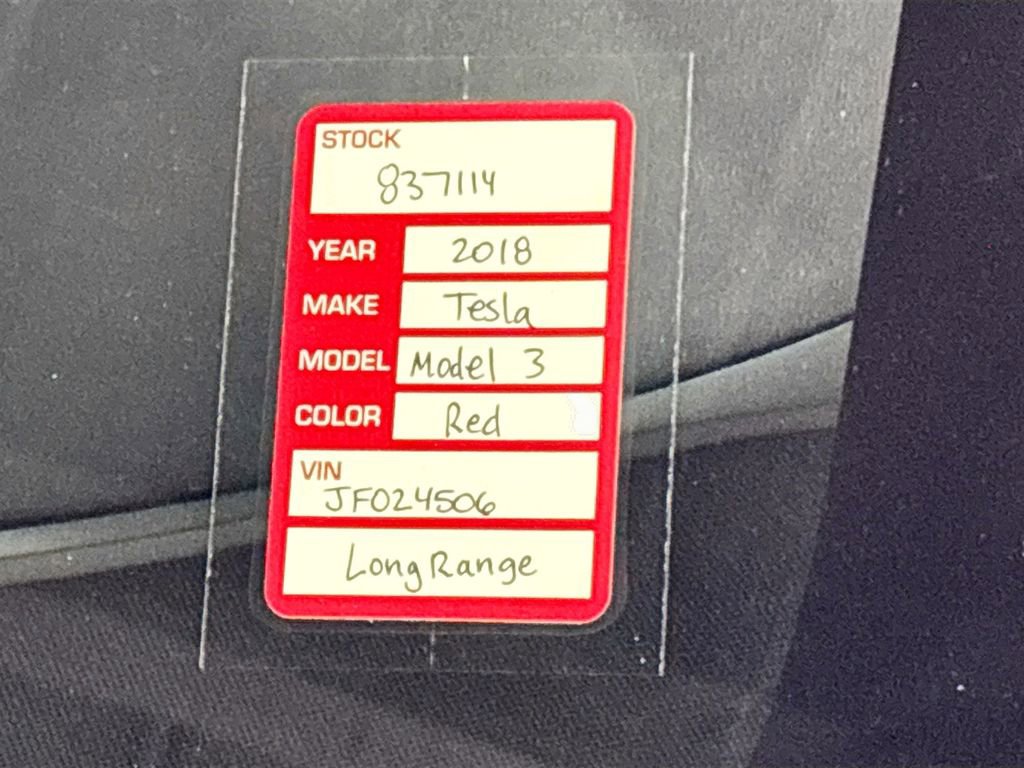 STOCK
837114
YEAR 2018
MAKE Tesla
MODEL Model 3
COLOR Red
VIN
JF024506
Long Range